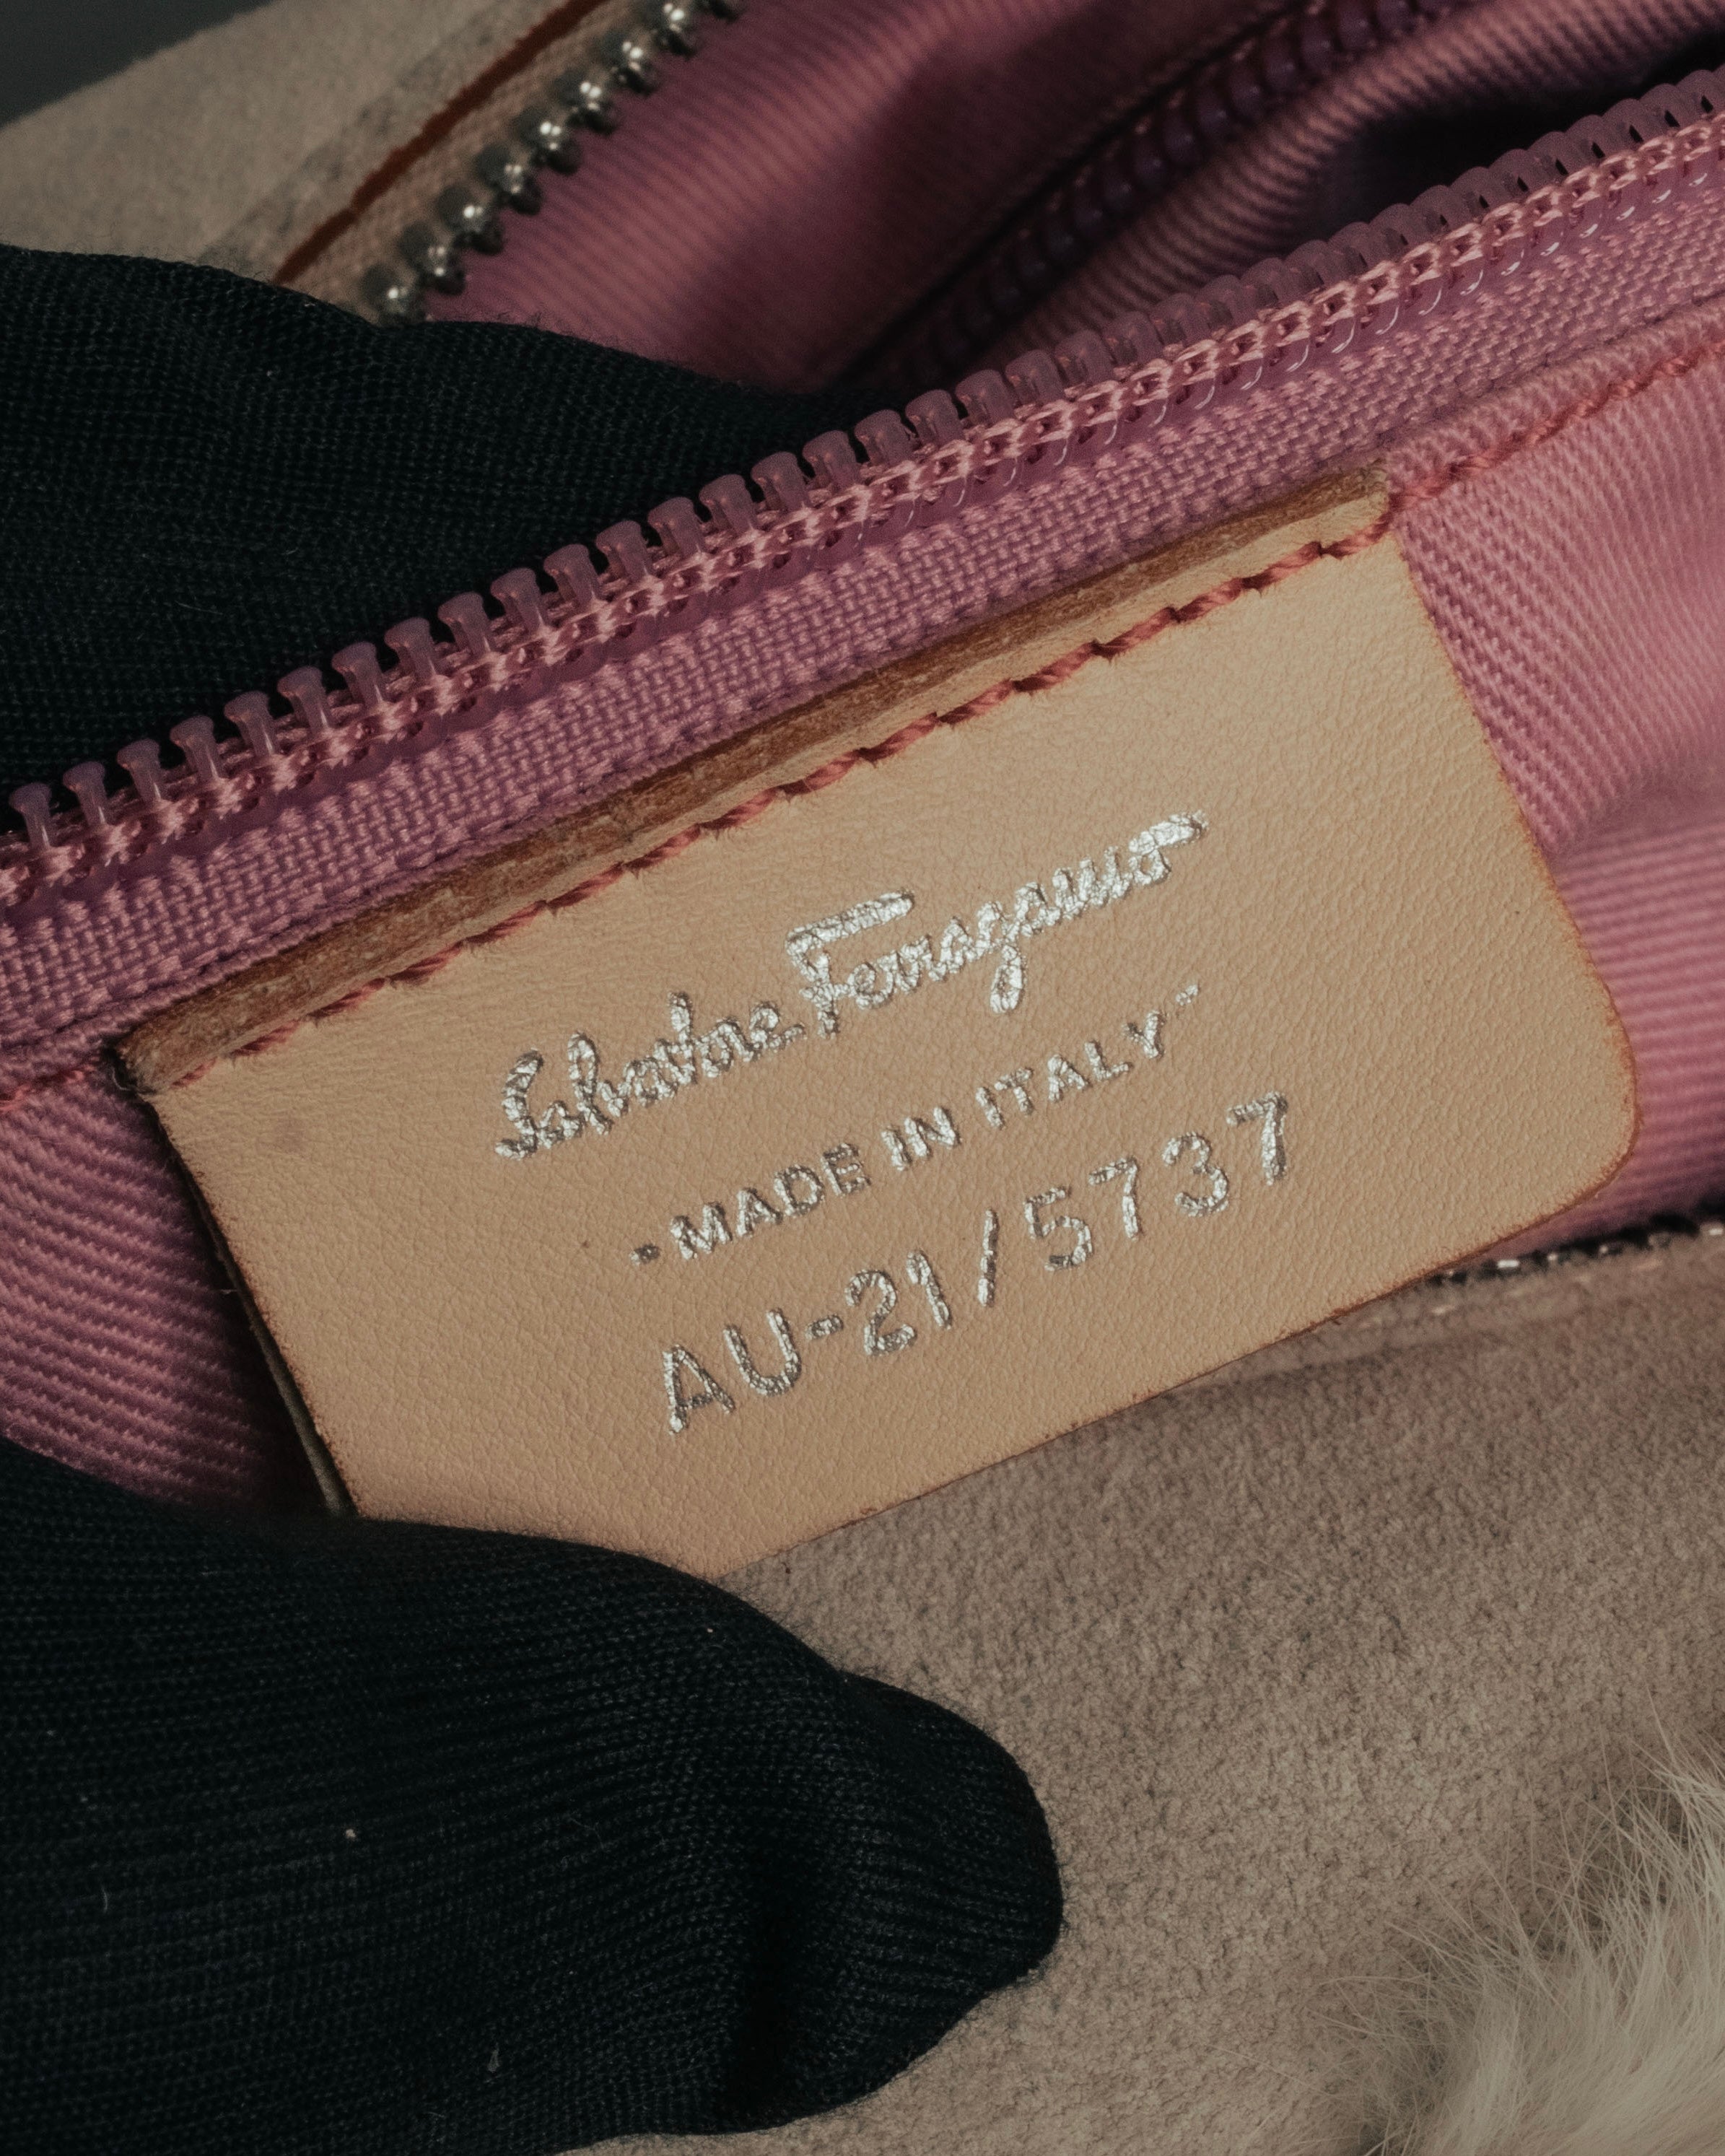 Salvatore Ferragamo
-MADE IN ITALY-
AU-21/5737